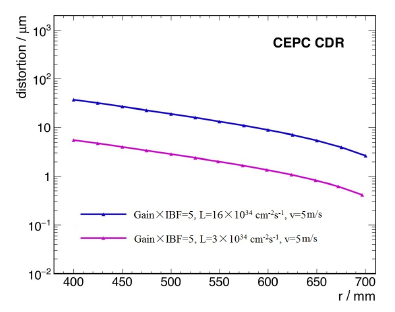 distortion / μm
CEPC CDR
10³
10²
10
1
10⁻¹
10⁻²
Gain×IBF=5, L=16×10³⁴ cm⁻²s⁻¹, v=5m/s
Gain×IBF=5, L=3×10³⁴ cm⁻²s⁻¹, v=5m/s
400 450 500 550 600 650 700
r / mm